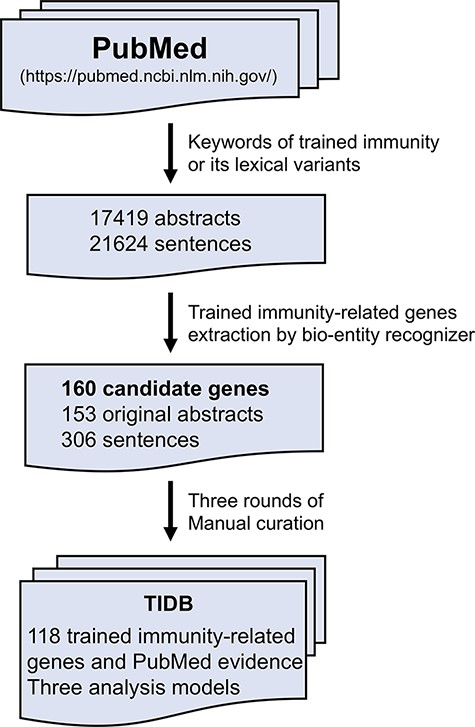 PubMed
(https://pubmed.ncbi.nlm.nih.gov/)
Keywords of trained immunity
or its lexical variants
17419 abstracts
21624 sentences
Trained immunity-related genes
extraction by bio-entity recognizer
160 candidate genes
153 original abstracts
306 sentences
Three rounds of
Manual curation
TIDB
118 trained immunity-related
genes and PubMed evidence
Three analysis models